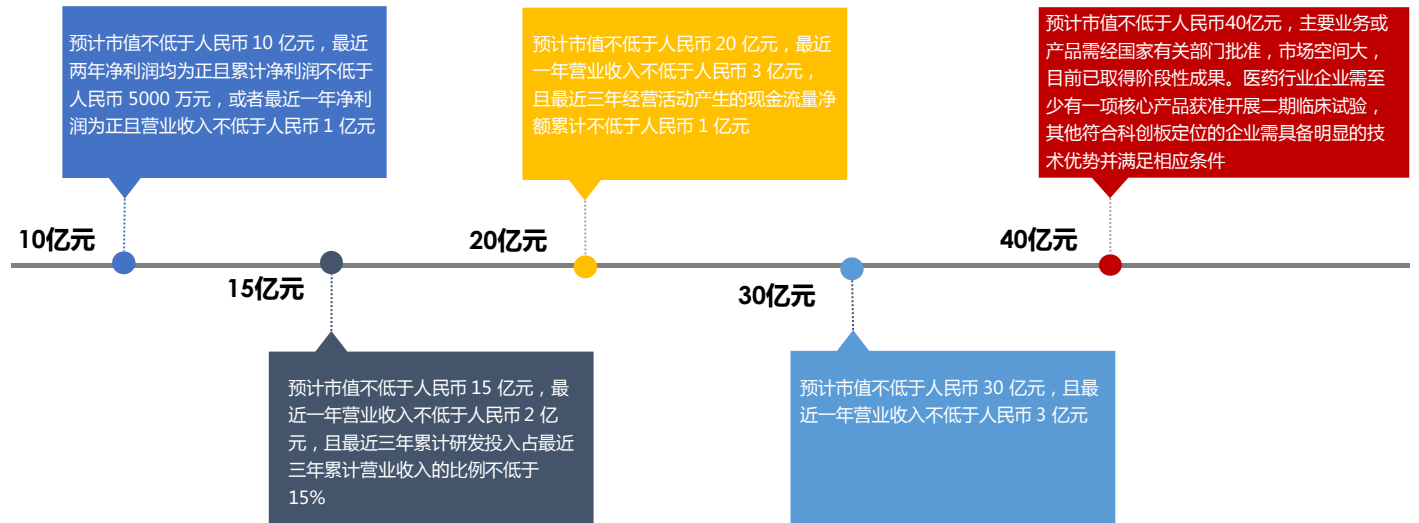 预计市值不低于人民币 10 亿元，最近
两年净利润均为正且累计净利润不低于
人民币 5000 万元，或者最近一年净利
润为正且营业收入不低于人民币 1 亿元
预计市值不低于人民币 20 亿元，最近
一年营业收入不低于人民币 3 亿元，
且最近三年经营活动产生的现金流量净
额累计不低于人民币 1 亿元
预计市值不低于人民币40亿元，主要业务或
产品需经国家有关部门批准，市场空间大，
目前已取得阶段性成果。医药行业企业需至
少有一项核心产品获准开展二期临床试验，
其他符合科创板定位的企业需具备明显的技
术优势并满足相应条件
10亿元
20亿元
40亿元
15亿元
30亿元
预计市值不低于人民币 15 亿元，最
近一年营业收入不低于人民币 2 亿
元，且最近三年累计研发投入占最近
三年累计营业收入的比例不低于
15%
预计市值不低于人民币 30 亿元，且最
近一年营业收入不低于人民币 3 亿元